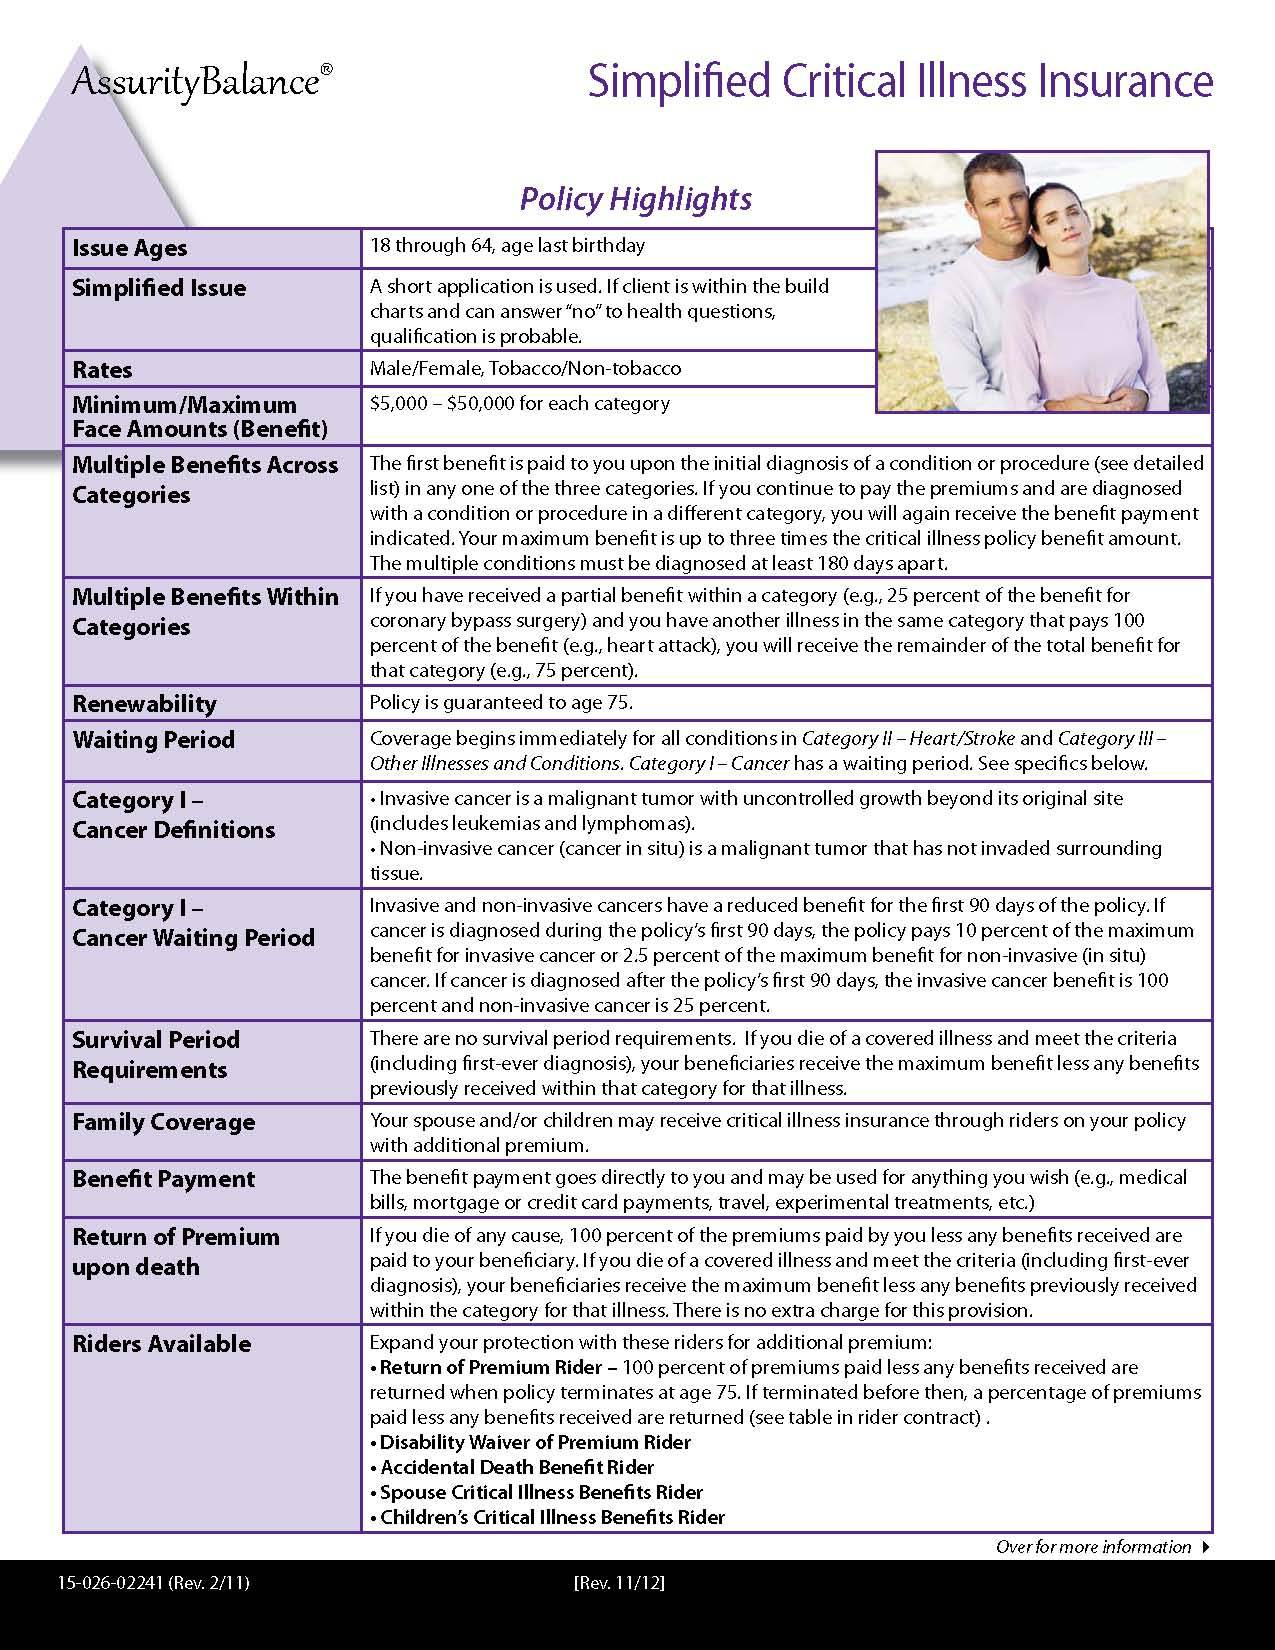 AssurityBalance®
Simplified Critical Illness Insurance
Policy Highlights
Issue Ages
18 through 64, age last birthday
Simplified Issue
A short application is used. If client is within the build
charts and can answer “no” to health questions,
qualification is probable.
Rates
Male/Female, Tobacco/Non-tobacco
Minimum/Maximum
Face Amounts (Benefit)
$5,000 – $50,000 for each category
Multiple Benefits Across
Categories
The first benefit is paid to you upon the initial diagnosis of a condition or procedure (see detailed
list) in any one of the three categories. If you continue to pay the premiums and are diagnosed
with a condition or procedure in a different category, you will again receive the benefit payment
indicated. Your maximum benefit is up to three times the critical illness policy benefit amount.
The multiple conditions must be diagnosed at least 180 days apart.
Multiple Benefits Within
Categories
If you have received a partial benefit within a category (e.g., 25 percent of the benefit for
coronary bypass surgery) and you have another illness in the same category that pays 100
percent of the benefit (e.g., heart attack), you will receive the remainder of the total benefit for
that category (e.g., 75 percent).
Renewability
Policy is guaranteed to age 75.
Waiting Period
Coverage begins immediately for all conditions in Category II – Heart/Stroke and Category III –
Other Illnesses and Conditions. Category I – Cancer has a waiting period. See specifics below.
Category I –
Cancer Definitions
• Invasive cancer is a malignant tumor with uncontrolled growth beyond its original site
(includes leukemias and lymphomas).
• Non-invasive cancer (cancer in situ) is a malignant tumor that has not invaded surrounding
tissue.
Category I –
Cancer Waiting Period
Invasive and non-invasive cancers have a reduced benefit for the first 90 days of the policy. If
cancer is diagnosed during the policy’s first 90 days, the policy pays 10 percent of the maximum
benefit for invasive cancer or 2.5 percent of the maximum benefit for non-invasive (in situ)
cancer. If cancer is diagnosed after the policy’s first 90 days, the invasive cancer benefit is 100
percent and non-invasive cancer is 25 percent.
Survival Period
Requirements
There are no survival period requirements. If you die of a covered illness and meet the criteria
(including first-ever diagnosis), your beneficiaries receive the maximum benefit less any benefits
previously received within that category for that illness.
Family Coverage
Your spouse and/or children may receive critical illness insurance through riders on your policy
with additional premium.
Benefit Payment
The benefit payment goes directly to you and may be used for anything you wish (e.g., medical
bills, mortgage or credit card payments, travel, experimental treatments, etc.)
Return of Premium
upon death
If you die of any cause, 100 percent of the premiums paid by you less any benefits received are
paid to your beneficiary. If you die of a covered illness and meet the criteria (including first-ever
diagnosis), your beneficiaries receive the maximum benefit less any benefits previously received
within the category for that illness. There is no extra charge for this provision.
Riders Available
Expand your protection with these riders for additional premium:
• Return of Premium Rider – 100 percent of premiums paid less any benefits received are
returned when policy terminates at age 75. If terminated before then, a percentage of premiums
paid less any benefits received are returned (see table in rider contract) .
• Disability Waiver of Premium Rider
• Accidental Death Benefit Rider
• Spouse Critical Illness Benefits Rider
• Children’s Critical Illness Benefits Rider
Over for more information
15-026-02241 (Rev. 2/11)
[Rev. 11/12]